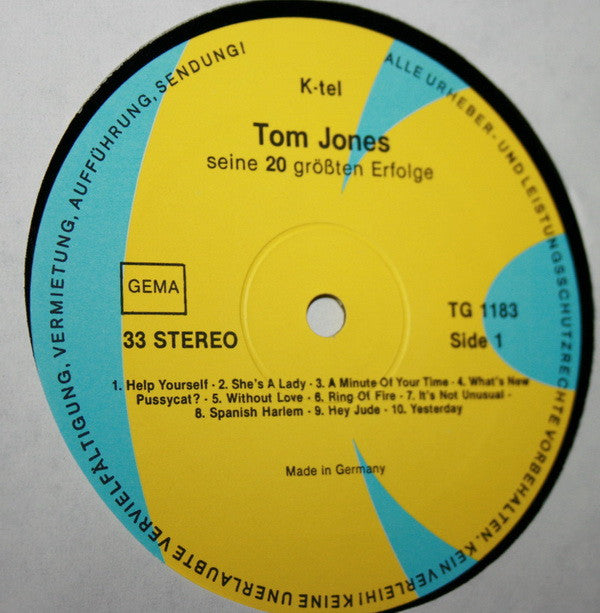 ALLE URHEBER- UND LEISTUNGSSCHUTZRECHTE VORBEHALTEN. KEIN VERLEIH! KEINE UNERLAUBTE VERVIELFÄLTIGUNG, VERMIETUNG, AUFFÜHRUNG, SENDUNG!
K-tel
Tom Jones
seine 20 größten Erfolge
GEMA
33 STEREO
TG 1183
Side 1
1. Help Yourself · 2. She's A Lady · 3. A Minute Of Your Time · 4. What's New
Pussycat? · 5. Without Love · 6. Ring Of Fire · 7. It's Not Unusual ·
8. Spanish Harlem · 9. Hey Jude · 10. Yesterday
Made in Germany